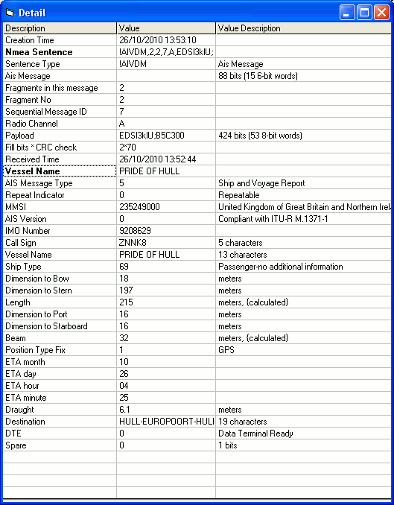 Detail
Description Value Value Description
Creation Time 26/10/2010 13:53:10
Nmea Sentence !AIVDM,2,2,7,A,EDSI3kIU;
Sentence Type !AIVDM Ais Message
Ais Message 88 bits (15 6-bit words)
Fragments in this message 2
Fragment No 2
Sequential Message ID 7
Radio Channel A
Payload EDSI3kIU;85C300 424 bits (53 8-bit words)
Fill bits * CRC check 2*70
Received Time 26/10/2010 13:52:44
Vessel Name PRIDE OF HULL
AIS Message Type 5 Ship and Voyage Report
Repeat Indicator 0 Repeatable
MMSI 235249000 United Kingdom of Great Britain and Northern Irela
AIS Version 0 Compliant with ITU-R M.1371-1
IMO Number 9208629
Call Sign ZNNK8 5 characters
Vessel Name PRIDE OF HULL 13 characters
Ship Type 69 Passenger-no additional information
Dimension to Bow 18 meters
Dimension to Stern 197 meters
Length 215 meters, (calculated)
Dimension to Port 16 meters
Dimension to Starboard 16 meters
Beam 32 meters, (calculated)
Position Type Fix 1 GPS
ETA month 10
ETA day 26
ETA hour 04
ETA minute 25
Draught 6.1 meters
Destination HULL-EUROPOORT-HULL 19 characters
DTE 0 Data Terminal Ready
Spare 0 1 bits